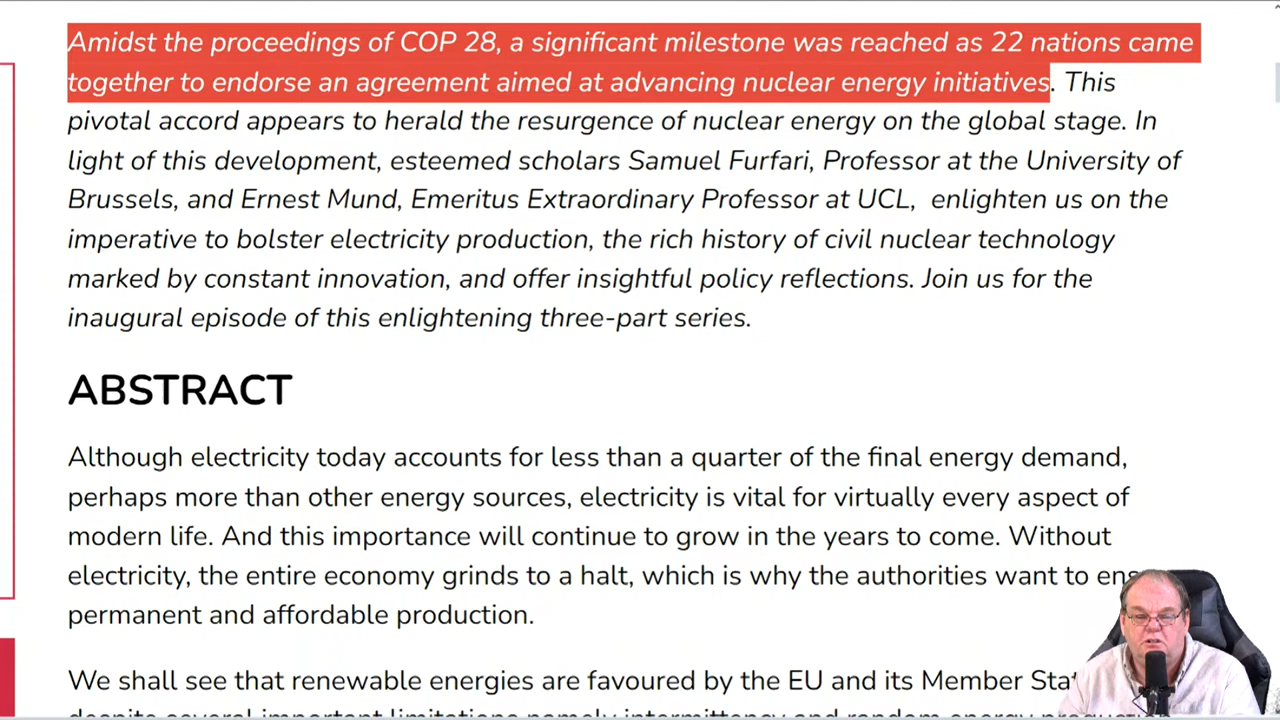 Amidst the proceedings of COP 28, a significant milestone was reached as 22 nations came
together to endorse an agreement aimed at advancing nuclear energy initiatives. This
pivotal accord appears to herald the resurgence of nuclear energy on the global stage. In
light of this development, esteemed scholars Samuel Furfari, Professor at the University of
Brussels, and Ernest Mund, Emeritus Extraordinary Professor at UCL, enlighten us on the
imperative to bolster electricity production, the rich history of civil nuclear technology
marked by constant innovation, and offer insightful policy reflections. Join us for the
inaugural episode of this enlightening three-part series.
ABSTRACT
Although electricity today accounts for less than a quarter of the final energy demand,
perhaps more than other energy sources, electricity is vital for virtually every aspect of
modern life. And this importance will continue to grow in the years to come. Without
electricity, the entire economy grinds to a halt, which is why the authorities want to
permanent and affordable production.
We shall see that renewable energies are favoured by the EU and its Member
despite several important limitations namely intermittency and random energy